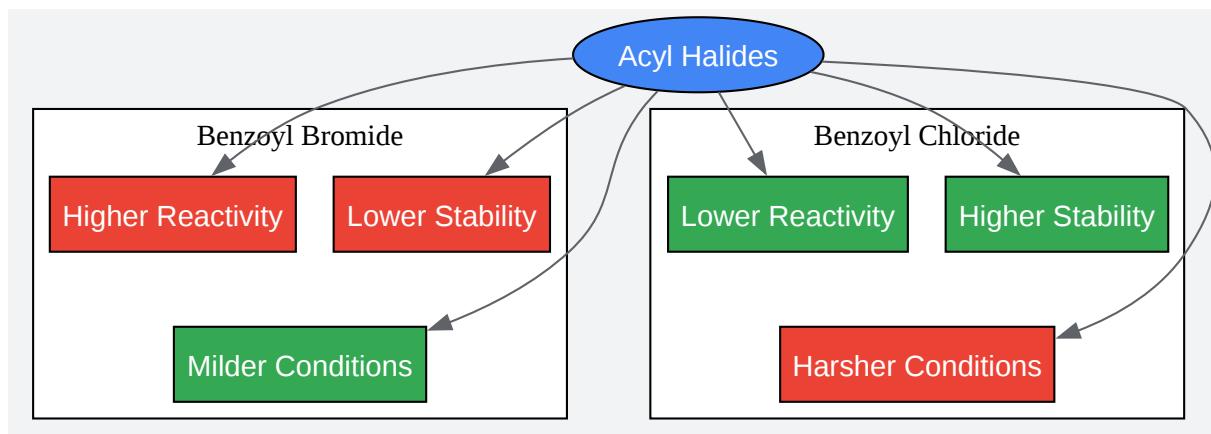 Acyl Halides
Benzoyl Bromide
Benzoyl Chloride
Higher Reactivity
Lower Stability
Lower Reactivity
Higher Stability
Milder Conditions
Harsher Conditions